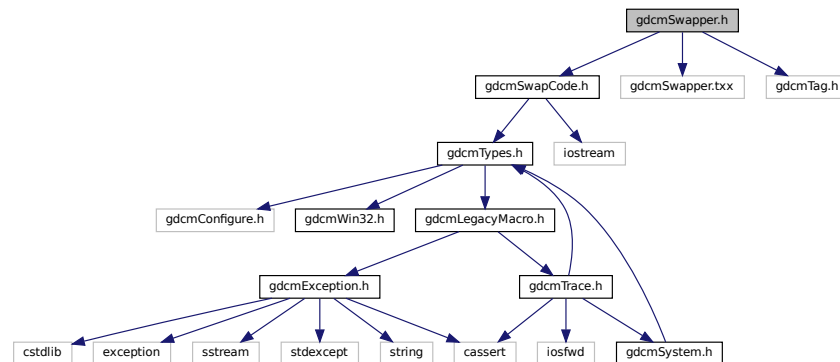 gdcmSwapper.h
gdcmSwapCode.h
gdcmSwapper.txx
gdcmTag.h
gdcmTypes.h
iostream
gdcmConfigure.h
gdcmWin32.h
gdcmLegacyMacro.h
gdcmException.h
gdcmTrace.h
cstdlib
exception
sstream
stdexcept
string
cassert
iosfwd
gdcmSystem.h